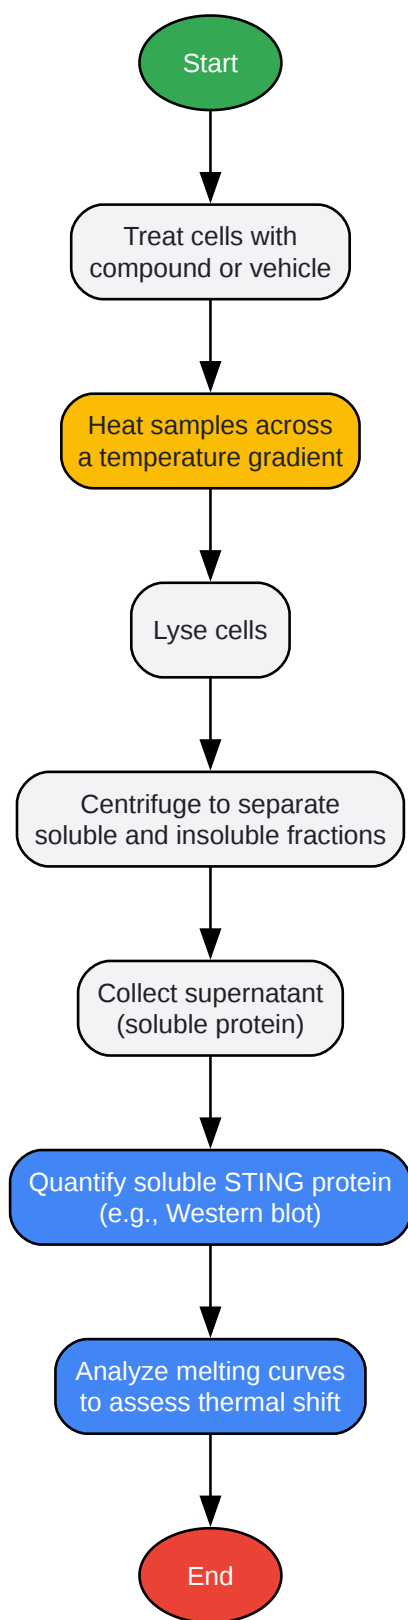 Start
Treat cells with
compound or vehicle
Heat samples across
a temperature gradient
Lyse cells
Centrifuge to separate
soluble and insoluble fractions
Collect supernatant
(soluble protein)
Quantify soluble STING protein
(e.g., Western blot)
Analyze melting curves
to assess thermal shift
End